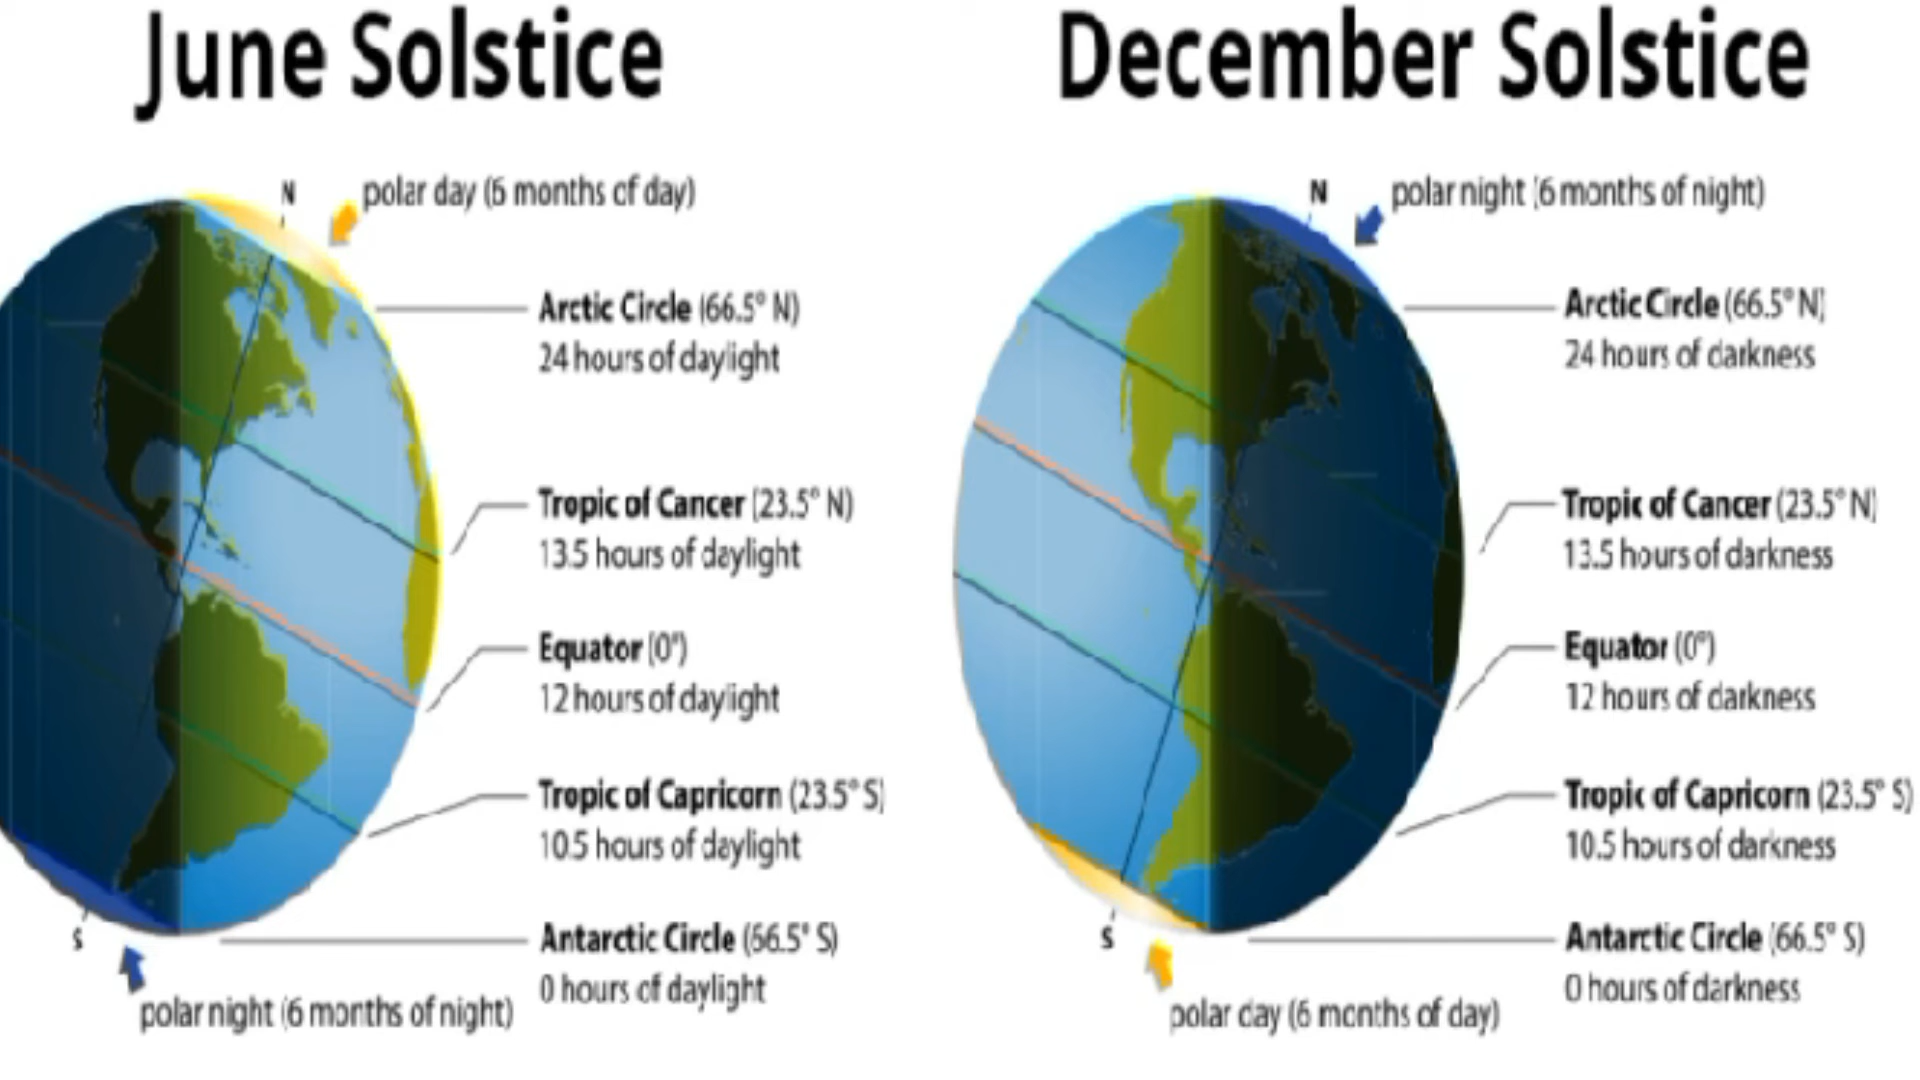 June Solstice
N
polar day (6 months of day)
Arctic Circle (66.5° N)
24 hours of daylight
Tropic of Cancer (23.5° N)
13.5 hours of daylight
Equator (0°)
12 hours of daylight
Tropic of Capricorn (23.5° S)
10.5 hours of daylight
Antarctic Circle (66.5° S)
0 hours of daylight
S
polar night (6 months of night)
December Solstice
N
polar night (6 months of night)
Arctic Circle (66.5° N)
24 hours of darkness
Tropic of Cancer (23.5° N)
13.5 hours of darkness
Equator (0°)
12 hours of darkness
Tropic of Capricorn (23.5° S)
10.5 hours of darkness
Antarctic Circle (66.5° S)
0 hours of darkness
S
polar day (6 months of day)